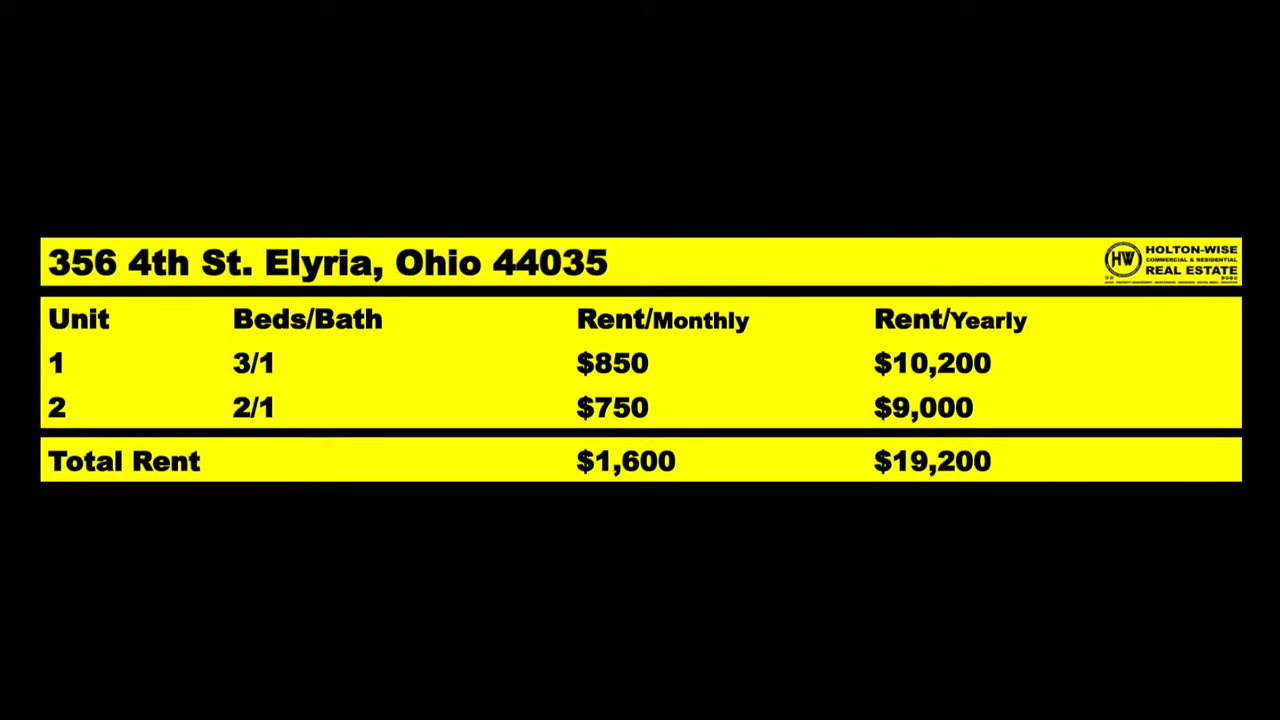 356 4th St. Elyria, Ohio 44035
HW
HOLTON-WISE
COMMERCIAL & RESIDENTIAL
REAL ESTATE
Unit Beds/Bath Rent/Monthly Rent/Yearly
1 3/1 $850 $10,200
2 2/1 $750 $9,000
Total Rent $1,600 $19,200